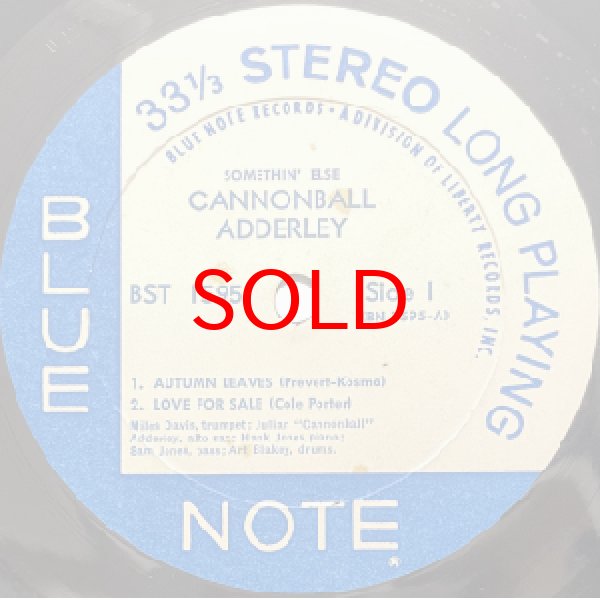 33⅓ STEREO LONG PLAYING
BLUE NOTE RECORDS • A DIVISION OF LIBERTY RECORDS, INC.
SOMETHIN' ELSE
CANNONBALL
ADDERLEY
BST 1595
Side 1
SOLD
1. AUTUMN LEAVES (Prevert-Kosma)
2. LOVE FOR SALE (Cole Porter)
Miles Davis, trumpet; Julian "Cannonball"
Adderley, alto sax; Hank Jones, piano;
Sam Jones, bass; Art Blakey, drums.
BLUE
NOTE